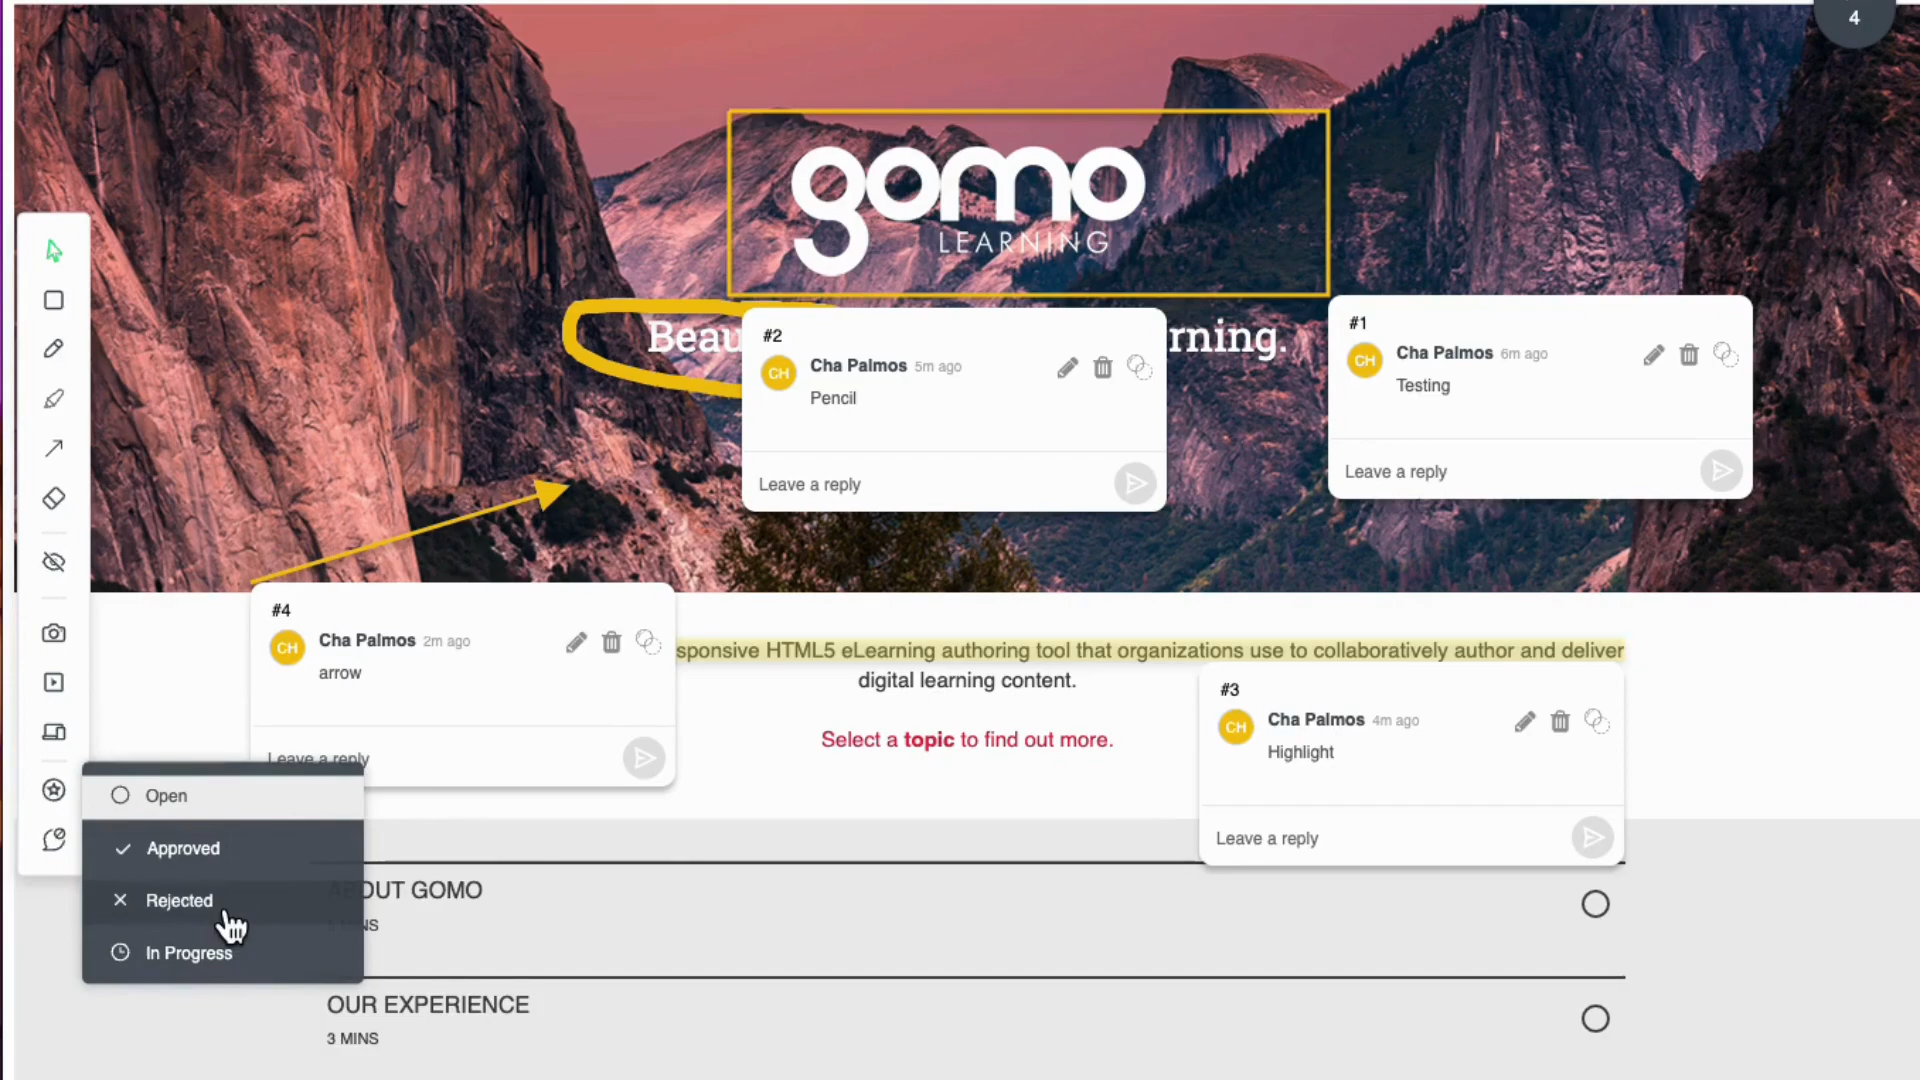 4
gomo
LEARNING
Beau
rning.
#2
CH
Cha Palmos 5m ago
Pencil
Leave a reply
#1
CH
Cha Palmos 6m ago
Testing
Leave a reply
#4
CH
Cha Palmos 2m ago
arrow
Leave a reply
sponsive HTML5 eLearning authoring tool that organizations use to collaboratively author and deliver
digital learning content.
Select a topic to find out more.
#3
CH
Cha Palmos 4m ago
Highlight
Leave a reply
Open
Approved
Rejected
In Progress
ABOUT GOMO
OUR EXPERIENCE
3 MINS